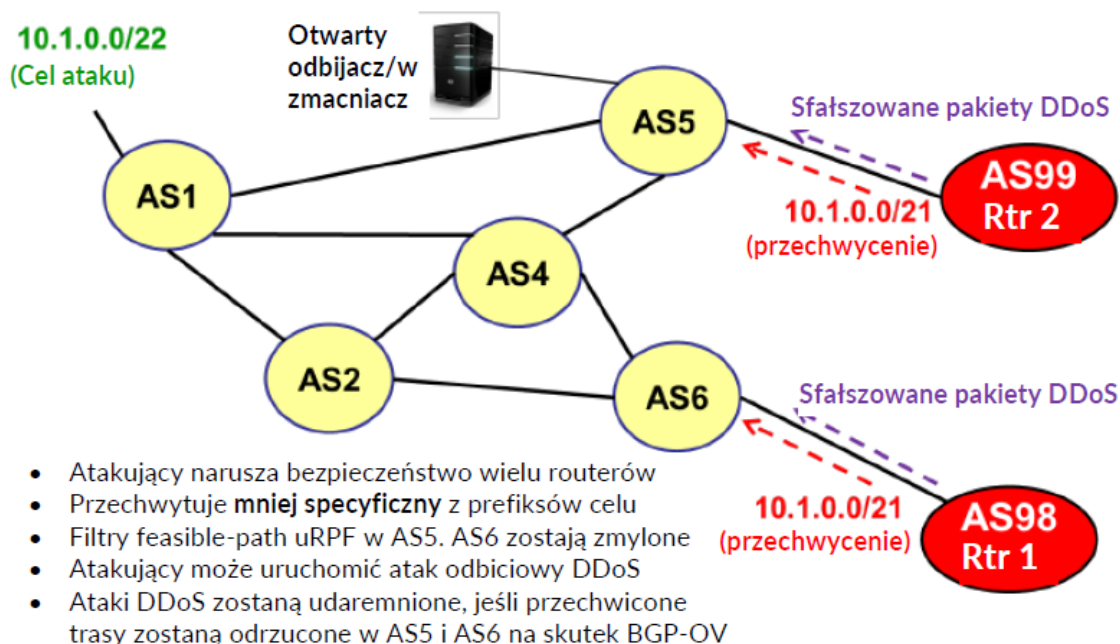 10.1.0.0/22
(Cel ataku)
Otwarty
odbijacz/w
zmacniacz
AS5
Sfałszowane pakiety DDoS
AS1
AS99
Rtr 2
10.1.0.0/21
(przechwycenie)
AS4
AS2
AS6
Sfałszowane pakiety DDoS
10.1.0.0/21
(przechwycenie)
AS98
Rtr 1
• Atakujący narusza bezpieczeństwo wielu routerów
• Przechwytuje mniej specyficzny z prefiksów celu
• Filtry feasible-path uRPF w AS5. AS6 zostają zmylone
• Atakujący może uruchomić atak odbiciowy DDoS
• Ataki DDoS zostaną udaremnione, jeśli przechwicone
trasy zostaną odrzucone w AS5 i AS6 na skutek BGP-OV